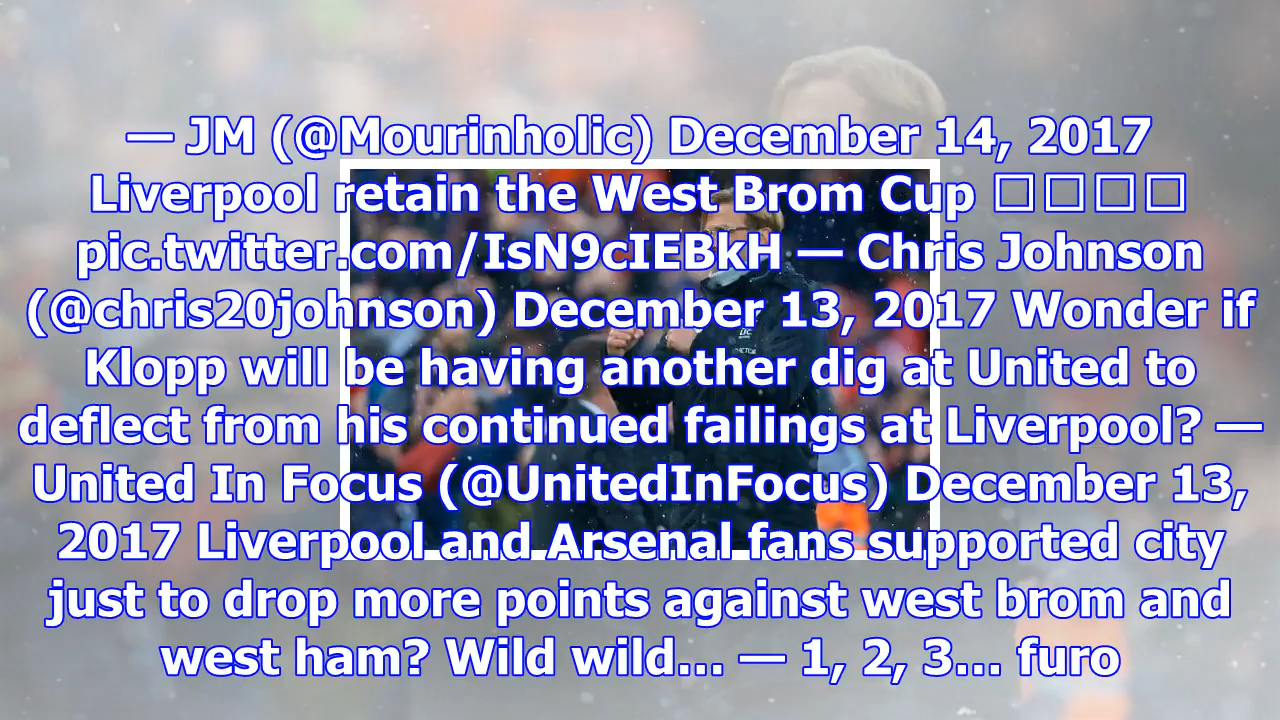 — JM (@Mourinholic) December 14, 2017
Liverpool retain the West Brom Cup □□□□
pic.twitter.com/IsN9cIEBkH — Chris Johnson
(@chris20johnson) December 13, 2017 Wonder if
Klopp will be having another dig at United to
deflect from his continued failings at Liverpool? —
United In Focus (@UnitedInFocus) December 13,
2017 Liverpool and Arsenal fans supported city
just to drop more points against west brom and
west ham? Wild wild... — 1, 2, 3... furo